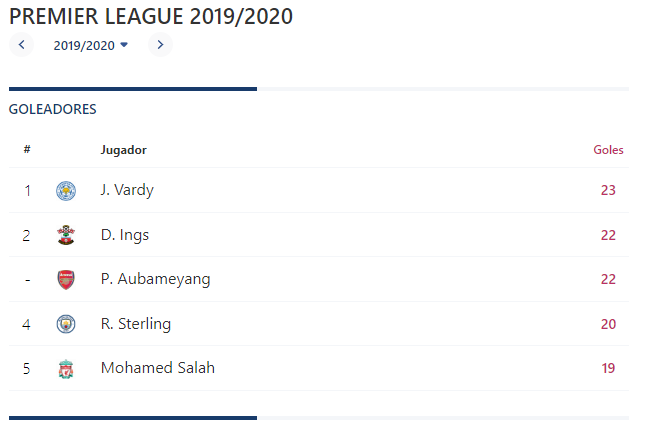 PREMIER LEAGUE 2019/2020
2019/2020
GOLEADORES
# Jugador Goles
1 J. Vardy 23
2 D. Ings 22
- P. Aubameyang 22
4 R. Sterling 20
5 Mohamed Salah 19